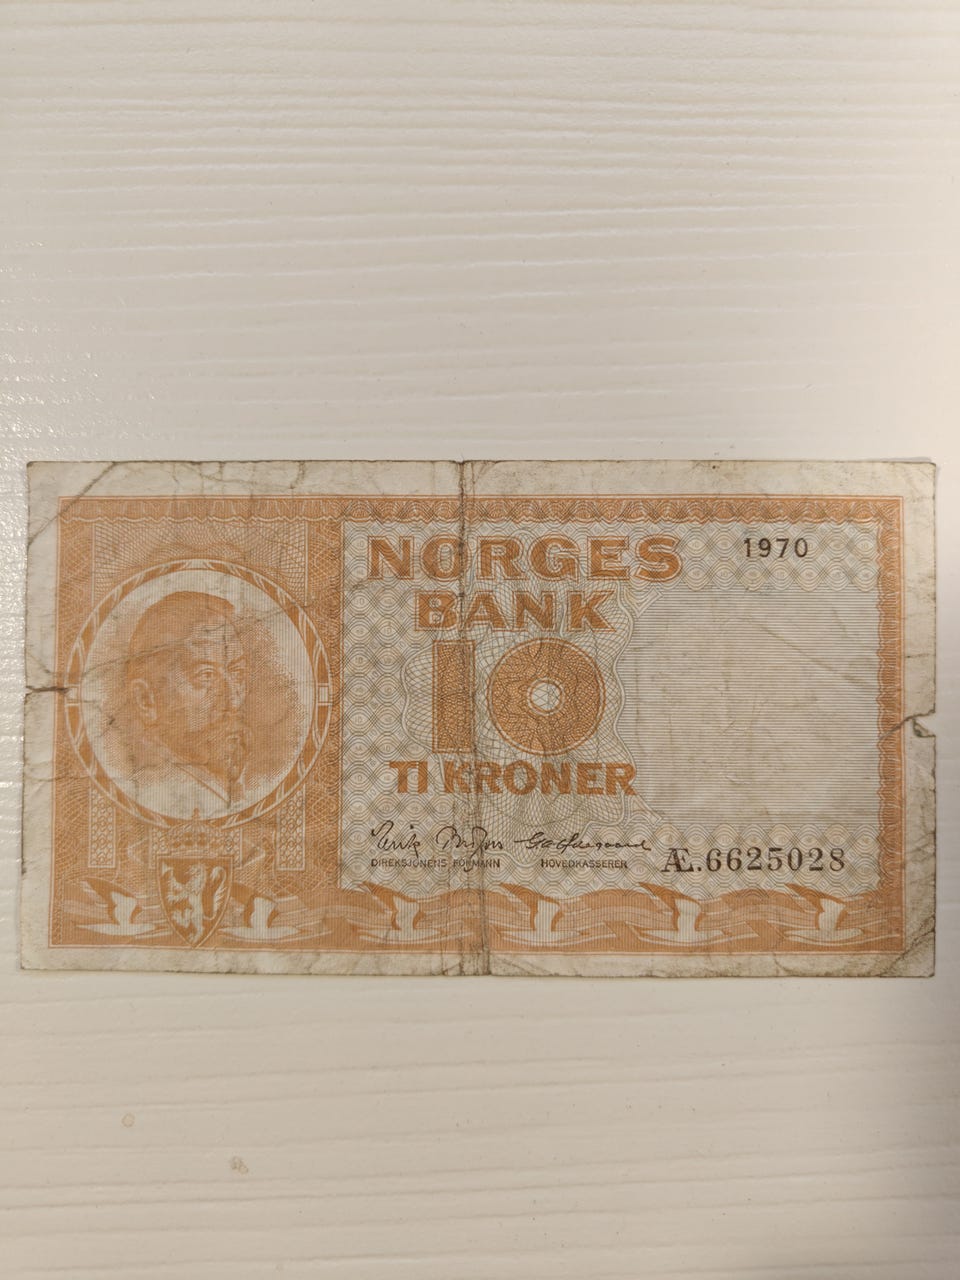 NORGES
1970
BANK
10
TI KRONER
DIREKSJONENS FORMANN
HOVEDKASSERER
Æ.6625028